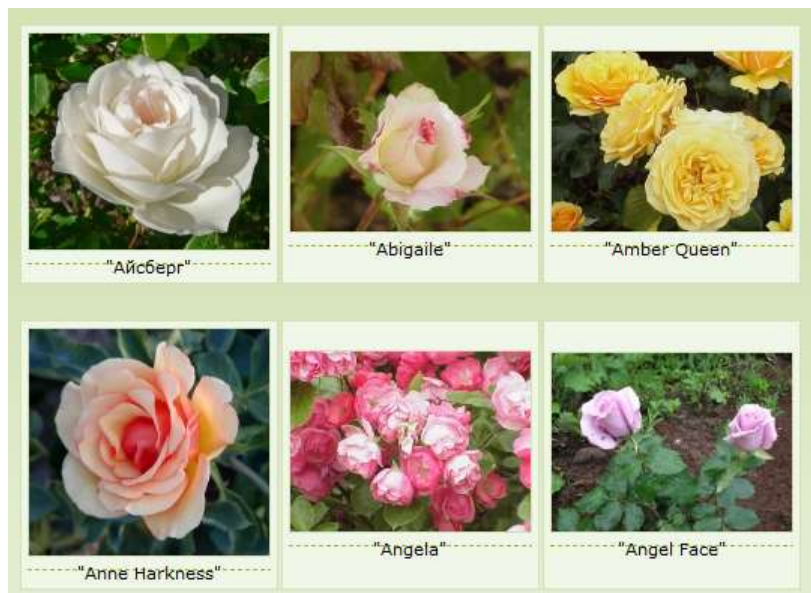 "Айсберг"
"Abigaile"
"Amber Queen"
"Anne Harkness"
"Angela"
"Angel Face"